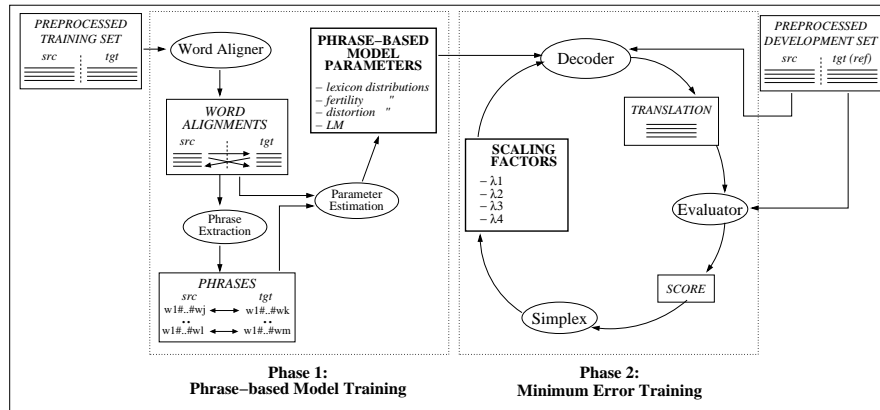 PREPROCESSED
TRAINING SET
src tgt
Word Aligner
WORD
ALIGNMENTS
src tgt
Phrase
Extraction
PHRASES
src tgt
w1#..#wj w1#..#wk
.. ..
w1#..#wl w1#..#wm
PHRASE−BASED
MODEL
PARAMETERS
− lexicon distributions
− fertility "
− distortion "
− LM
Parameter
Estimation
Phase 1:
Phrase−based Model Training
Decoder
TRANSLATION
Evaluator
SCORE
Simplex
SCALING
FACTORS
− λ1
− λ2
− λ3
− λ4
Phase 2:
Minimum Error Training
PREPROCESSED
DEVELOPMENT SET
src tgt (ref)